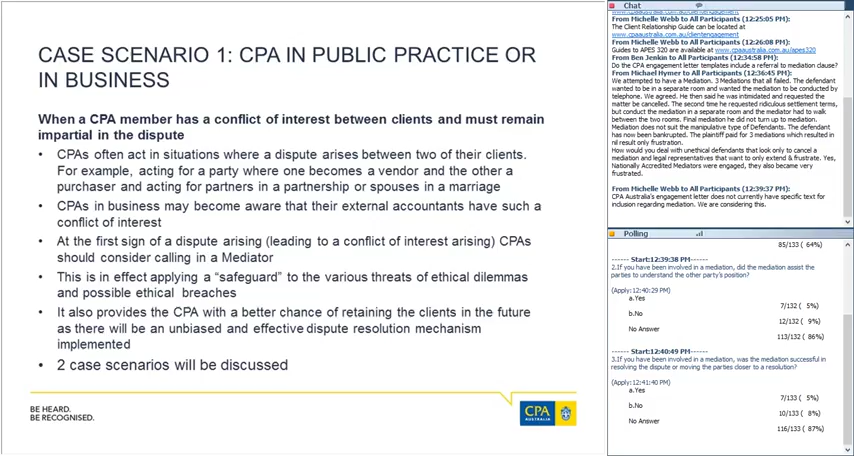 CASE SCENARIO 1: CPA IN PUBLIC PRACTICE OR
IN BUSINESS
When a CPA member has a conflict of interest between clients and must remain
impartial in the dispute
• CPAs often act in situations where a dispute arises between two of their clients.
For example, acting for a party where one becomes a vendor and the other a
purchaser and acting for partners in a partnership or spouses in a marriage
• CPAs in business may become aware that their external accountants have such a
conflict of interest
• At the first sign of a dispute arising (leading to a conflict of interest arising) CPAs
should consider calling in a Mediator
• This is in effect applying a “safeguard” to the various threats of ethical dilemmas
and possible ethical breaches
• It also provides the CPA with a better chance of retaining the clients in the future
as there will be an unbiased and effective dispute resolution mechanism
implemented
• 2 case scenarios will be discussed
BE HEARD.
BE RECOGNISED.
CPA
AUSTRALIA
Chat
www.cpaaustralia.com.au/clientengagement
From Michelle Webb to All Participants (12:25:05 PM):
The Client Relationship Guide can be located at
www.cpaaustralia.com.au/clientengagement
From Michelle Webb to All Participants (12:26:08 PM):
Guides to APES 320 are available at www.cpaaustralia.com.au/apes320
From Ben Jenkin to All Participants (12:34:58 PM):
Do the CPA engagement letter templates include a referral to mediation clause?
From Michael Hymer to All Participants (12:36:45 PM):
We attempted to have a Mediation. 3 Mediations that all failed. The defendant
wanted to be in a separate room and wanted the mediation to be conducted by
telephone. We agreed. He then said he was intimidated and requested the
matter be cancelled. The second time he requested ridiculous settlement terms,
but conduct the mediation in a separate room and the mediator had to walk
between the two rooms. Final mediation he did not turn up to mediation.
Mediation does not suit the manipulative type of Defendants. The defendant
has now been bankrupted. The plaintiff paid for 3 mediations which resulted in
nil result only frustration.
How would you deal with unethical defendants that look only to cancel a
mediation and legal representatives that want to only extend & frustrate. Yes,
Nationally Accredited Mediators were engaged, they also became very
frustrated.
From Michelle Webb to All Participants (12:39:37 PM):
CPA Australia's engagement letter does not currently have specific text for
inclusion regarding mediation. We are considering this.
Polling
85/133 ( 64%)
------ Start:12:39:38 PM------
2.If you have been involved in a mediation, did the mediation assist the
parties to understand the other party's position?
(Apply:12:40:29 PM)
a.Yes
7/132 ( 5%)
b.No
12/132 ( 9%)
No Answer
113/132 ( 86%)
------ Start:12:40:49 PM------
3.If you have been involved in a mediation, was the mediation successful in
resolving the dispute or moving the parties closer to a resolution?
(Apply:12:41:40 PM)
a.Yes
7/133 ( 5%)
b.No
10/133 ( 8%)
No Answer
116/133 ( 87%)